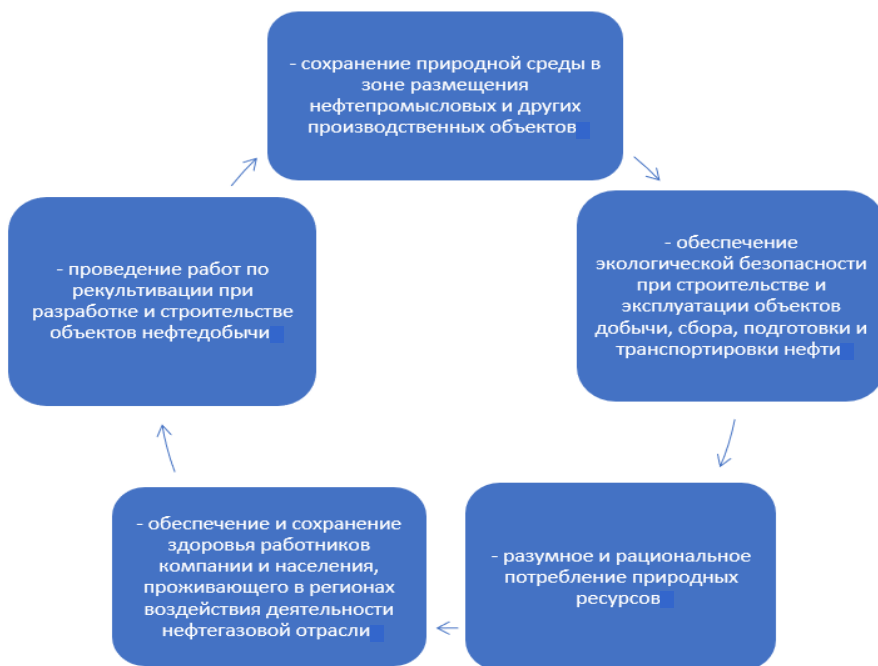 - сохранение природной среды в
зоне размещения
нефтепромысловых и других
производственных объектов
- обеспечение
экологической безопасности
при строительстве и
эксплуатации объектов
добычи, сбора, подготовки и
транспортировки нефти
- разумное и рациональное
потребление природных
ресурсов
- обеспечение и сохранение
здоровья работников
компании и населения,
проживающего в регионах
воздействия деятельности
нефтегазовой отрасли
- проведение работ по
рекультивации при
разработке и строительстве
объектов нефтедобычи